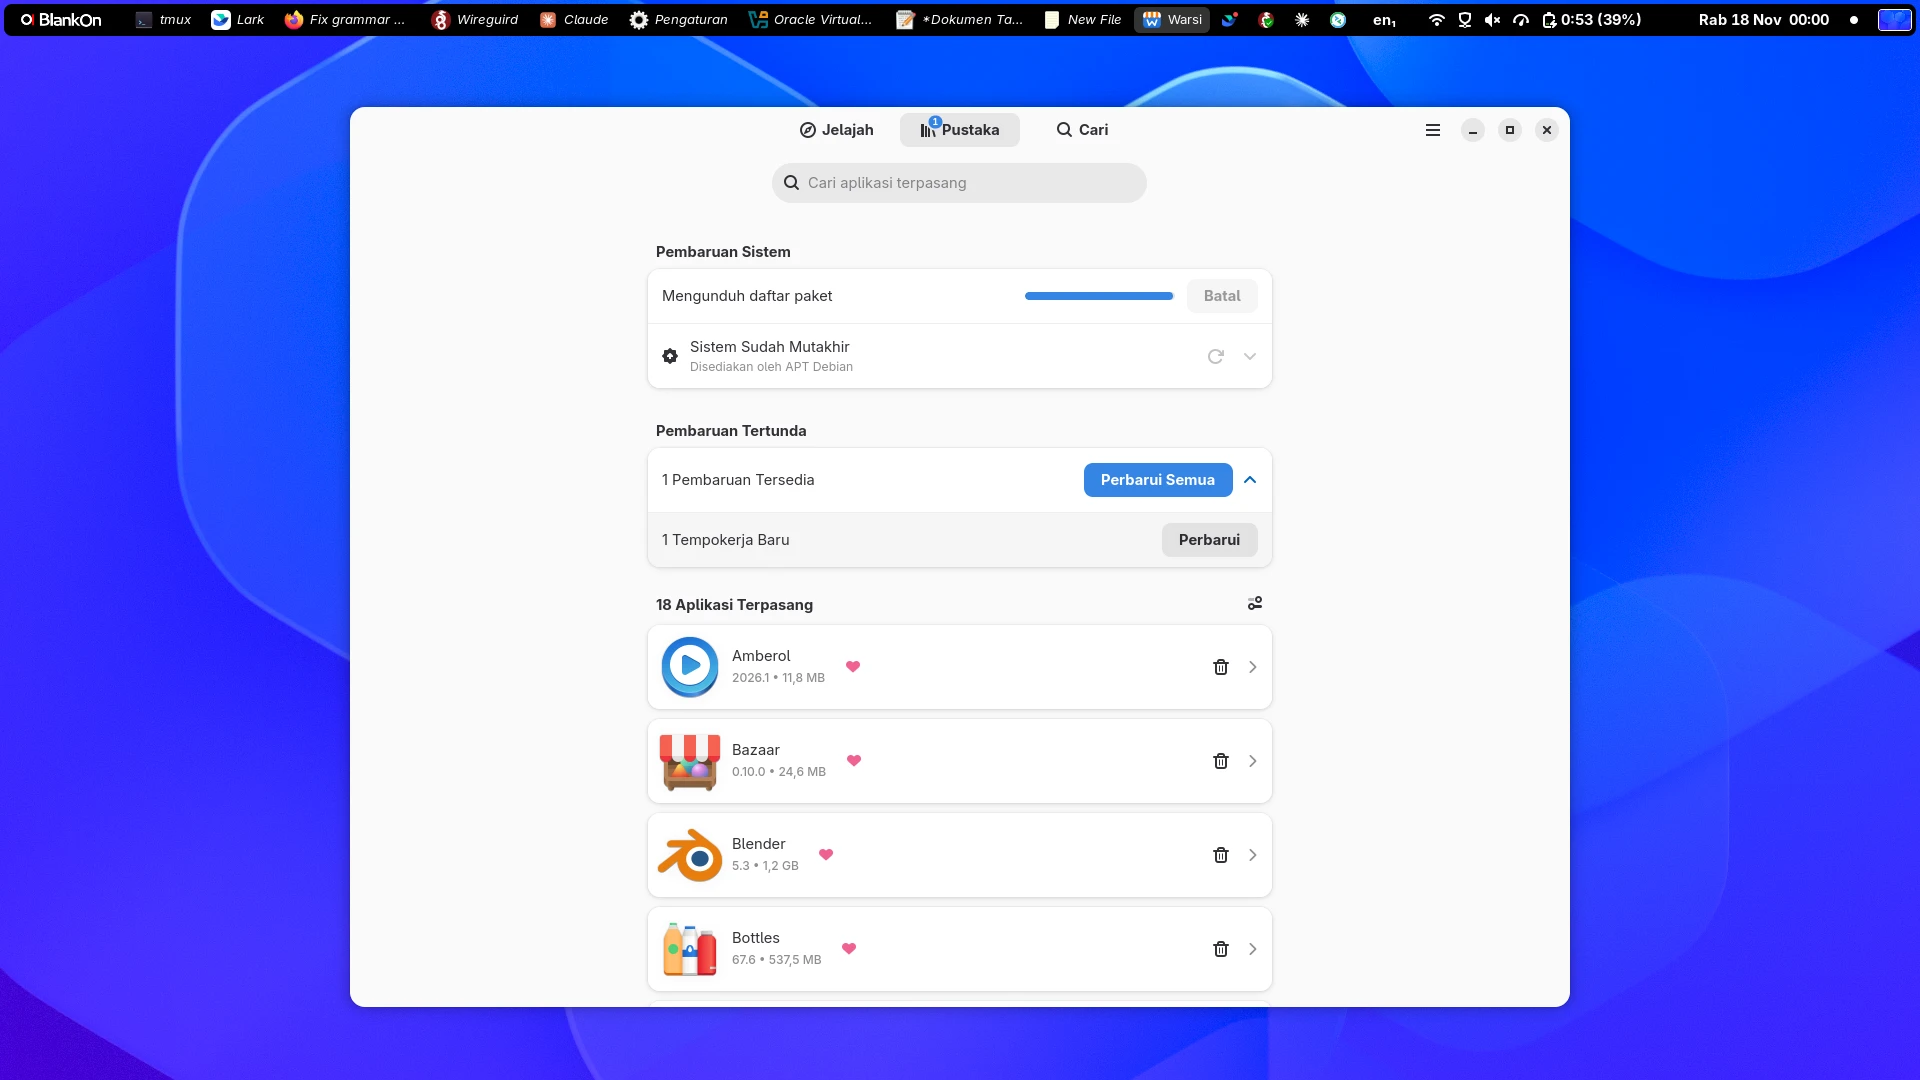 BlankOn
tmux
Lark
Fix grammar ...
Wireguird
Claude
Pengaturan
Oracle Virtual...
*Dokumen Ta...
New File
Warsi
en₁
0:53 (39%)
Rab 18 Nov 00:00
Jelajah
1
Pustaka
Cari
Cari aplikasi terpasang
Pembaruan Sistem
Mengunduh daftar paket
Batal
Sistem Sudah Mutakhir
Disediakan oleh APT Debian
Pembaruan Tertunda
1 Pembaruan Tersedia
Perbarui Semua
1 Tempokerja Baru
Perbarui
18 Aplikasi Terpasang
Amberol
2026.1 • 11,8 MB
Bazaar
0.10.0 • 24,6 MB
Blender
5.3 • 1,2 GB
Bottles
67.6 • 537,5 MB